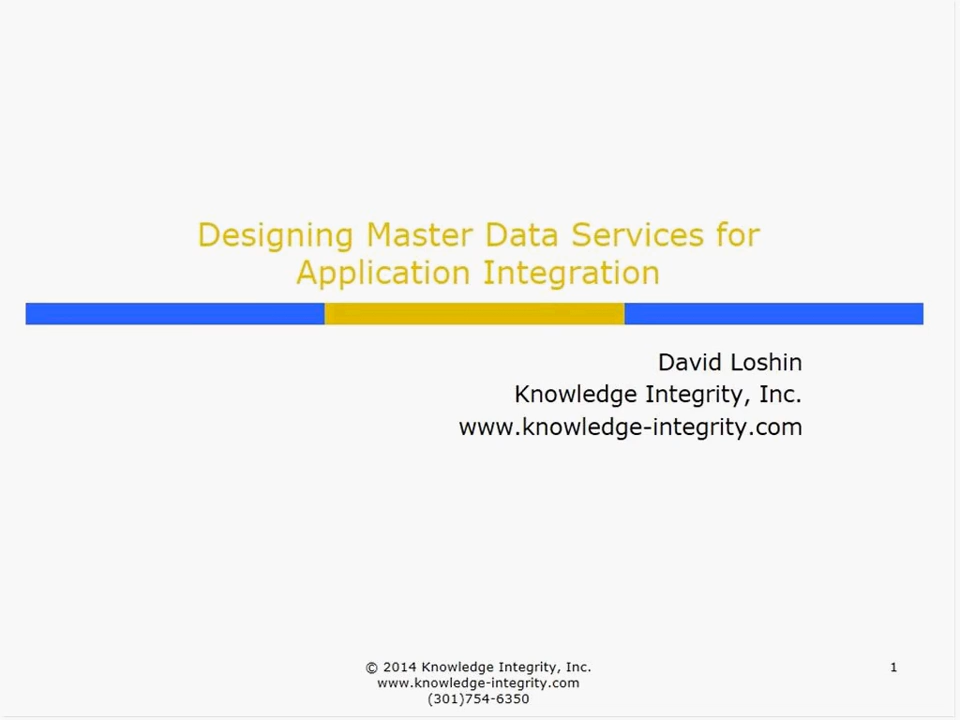 Designing Master Data Services for
Application Integration
David Loshin
Knowledge Integrity, Inc.
www.knowledge-integrity.com
© 2014 Knowledge Integrity, Inc.
www.knowledge-integrity.com
(301)754-6350
1